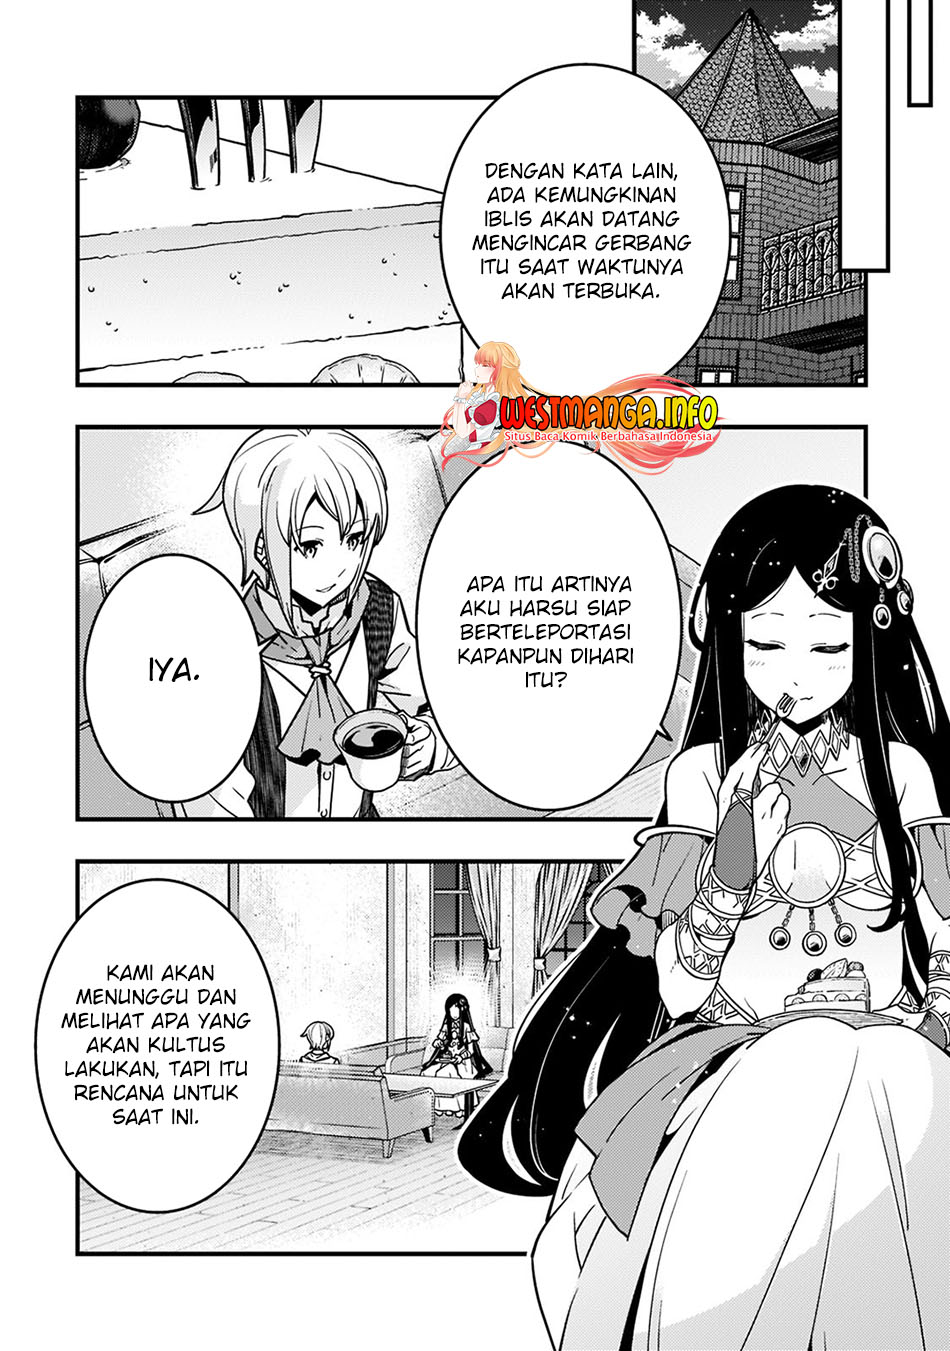 DENGAN KATA LAIN,
ADA KEMUNGKINAN
IBLIS AKAN DATANG
MENGINCAR GERBANG
ITU SAAT WAKTUNYA
AKAN TERBUKA.
WESTMANGA.INFO
Situs Baca Komik Berbahasa Indonesia
APA ITU ARTINYA
AKU HARSU SIAP
BERTELEPORTASI
KAPANPUN DIHARI
ITU?
IYA.
KAMI AKAN
MENUNGGU DAN
MELIHAT APA YANG
AKAN KULTUS
LAKUKAN, TAPI ITU
RENCANA UNTUK
SAAT INI.